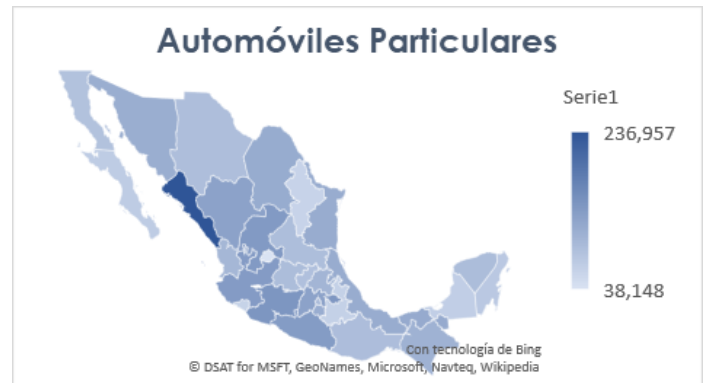 Automóviles Particulares
Serie1
236,957
38,148
Con tecnología de Bing
© DSAT for MSFT, GeoNames, Microsoft, Navteq, Wikipedia